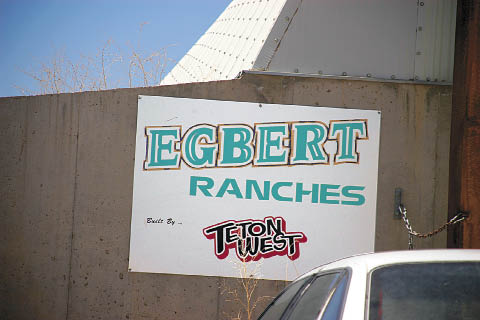 EGBERT
RANCHES
Built By ...
TETON
WEST